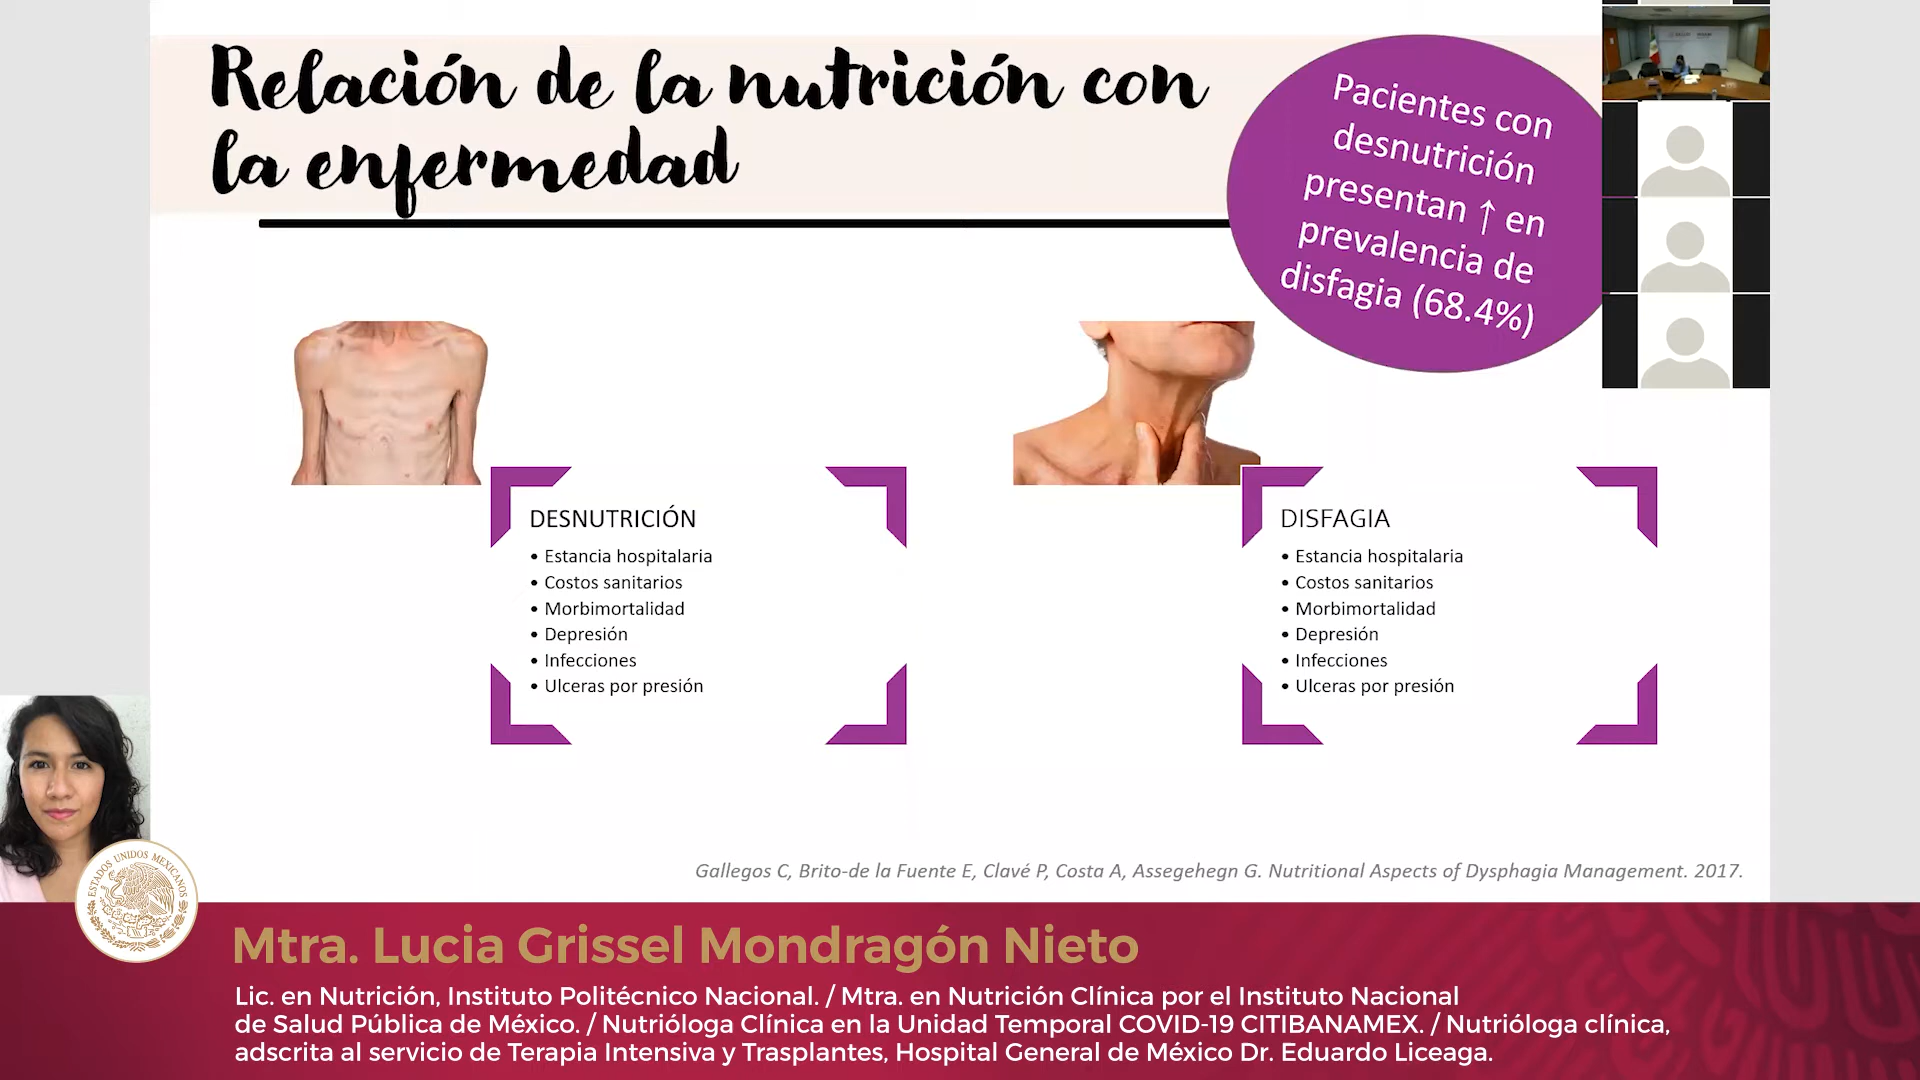 Relación de la nutrición con
la enfermedad
Pacientes con
desnutrición
presentan ↑ en
prevalencia de
disfagia (68.4%)
DESNUTRICIÓN
• Estancia hospitalaria
• Costos sanitarios
• Morbimortalidad
• Depresión
• Infecciones
• Ulceras por presión
DISFAGIA
• Estancia hospitalaria
• Costos sanitarios
• Morbimortalidad
• Depresión
• Infecciones
• Ulceras por presión
Gallegos C, Brito-de la Fuente E, Clavé P, Costa A, Assegehegn G. Nutritional Aspects of Dysphagia Management. 2017.
ESTADOS UNIDOS MEXICANOS
Mtra. Lucia Grissel Mondragón Nieto
Lic. en Nutrición, Instituto Politécnico Nacional. / Mtra. en Nutrición Clínica por el Instituto Nacional
de Salud Pública de México. / Nutrióloga Clínica en la Unidad Temporal COVID-19 CITIBANAMEX. / Nutrióloga clínica,
adscrita al servicio de Terapia Intensiva y Trasplantes, Hospital General de México Dr. Eduardo Liceaga.